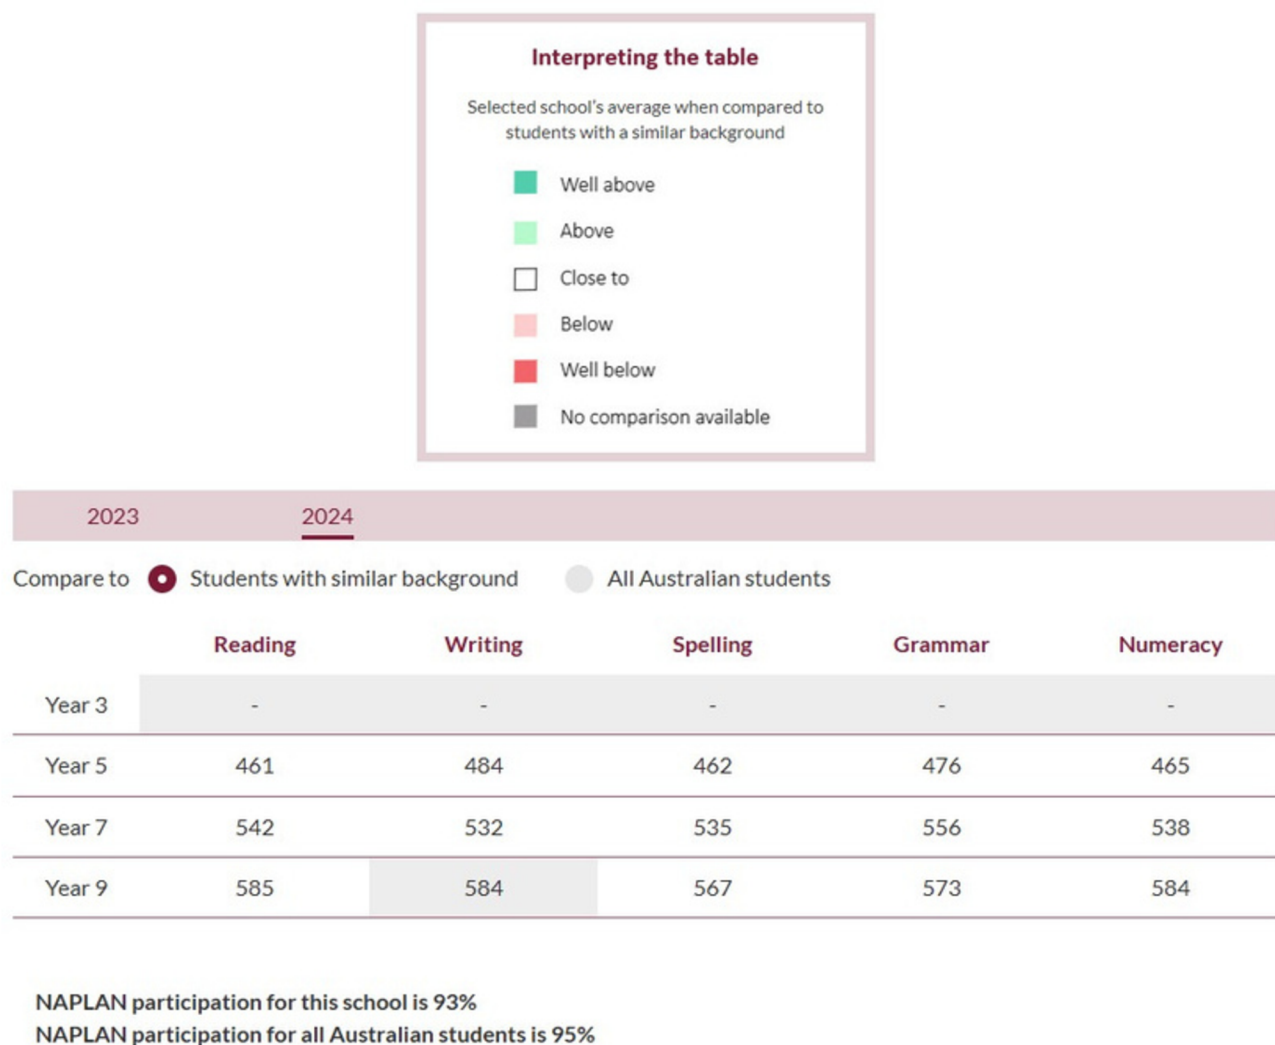 Interpreting the table
Selected school's average when compared to
students with a similar background
Well above
Above
Close to
Below
Well below
No comparison available
2023 2024
Compare to Students with similar background All Australian students
Reading Writing Spelling Grammar Numeracy
Year 3 - - - - -
Year 5 461 484 462 476 465
Year 7 542 532 535 556 538
Year 9 585 584 567 573 584
NAPLAN participation for this school is 93%
NAPLAN participation for all Australian students is 95%